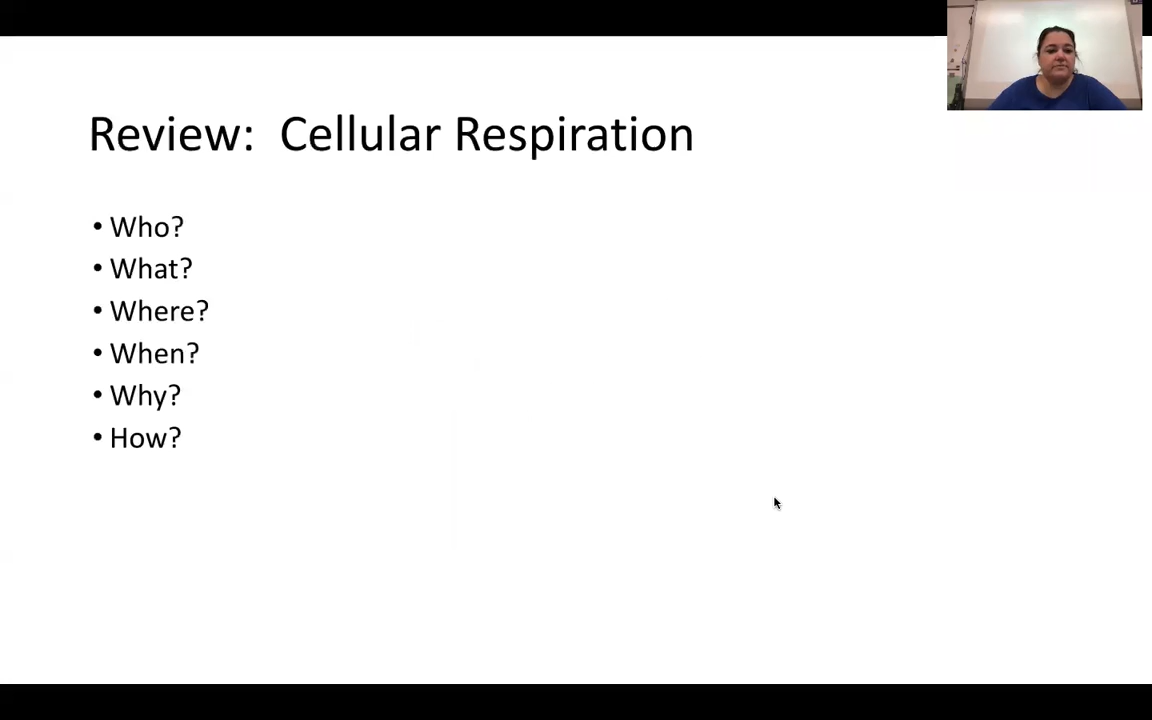 Review:  Cellular Respiration
• Who?
• What?
• Where?
• When?
• Why?
• How?